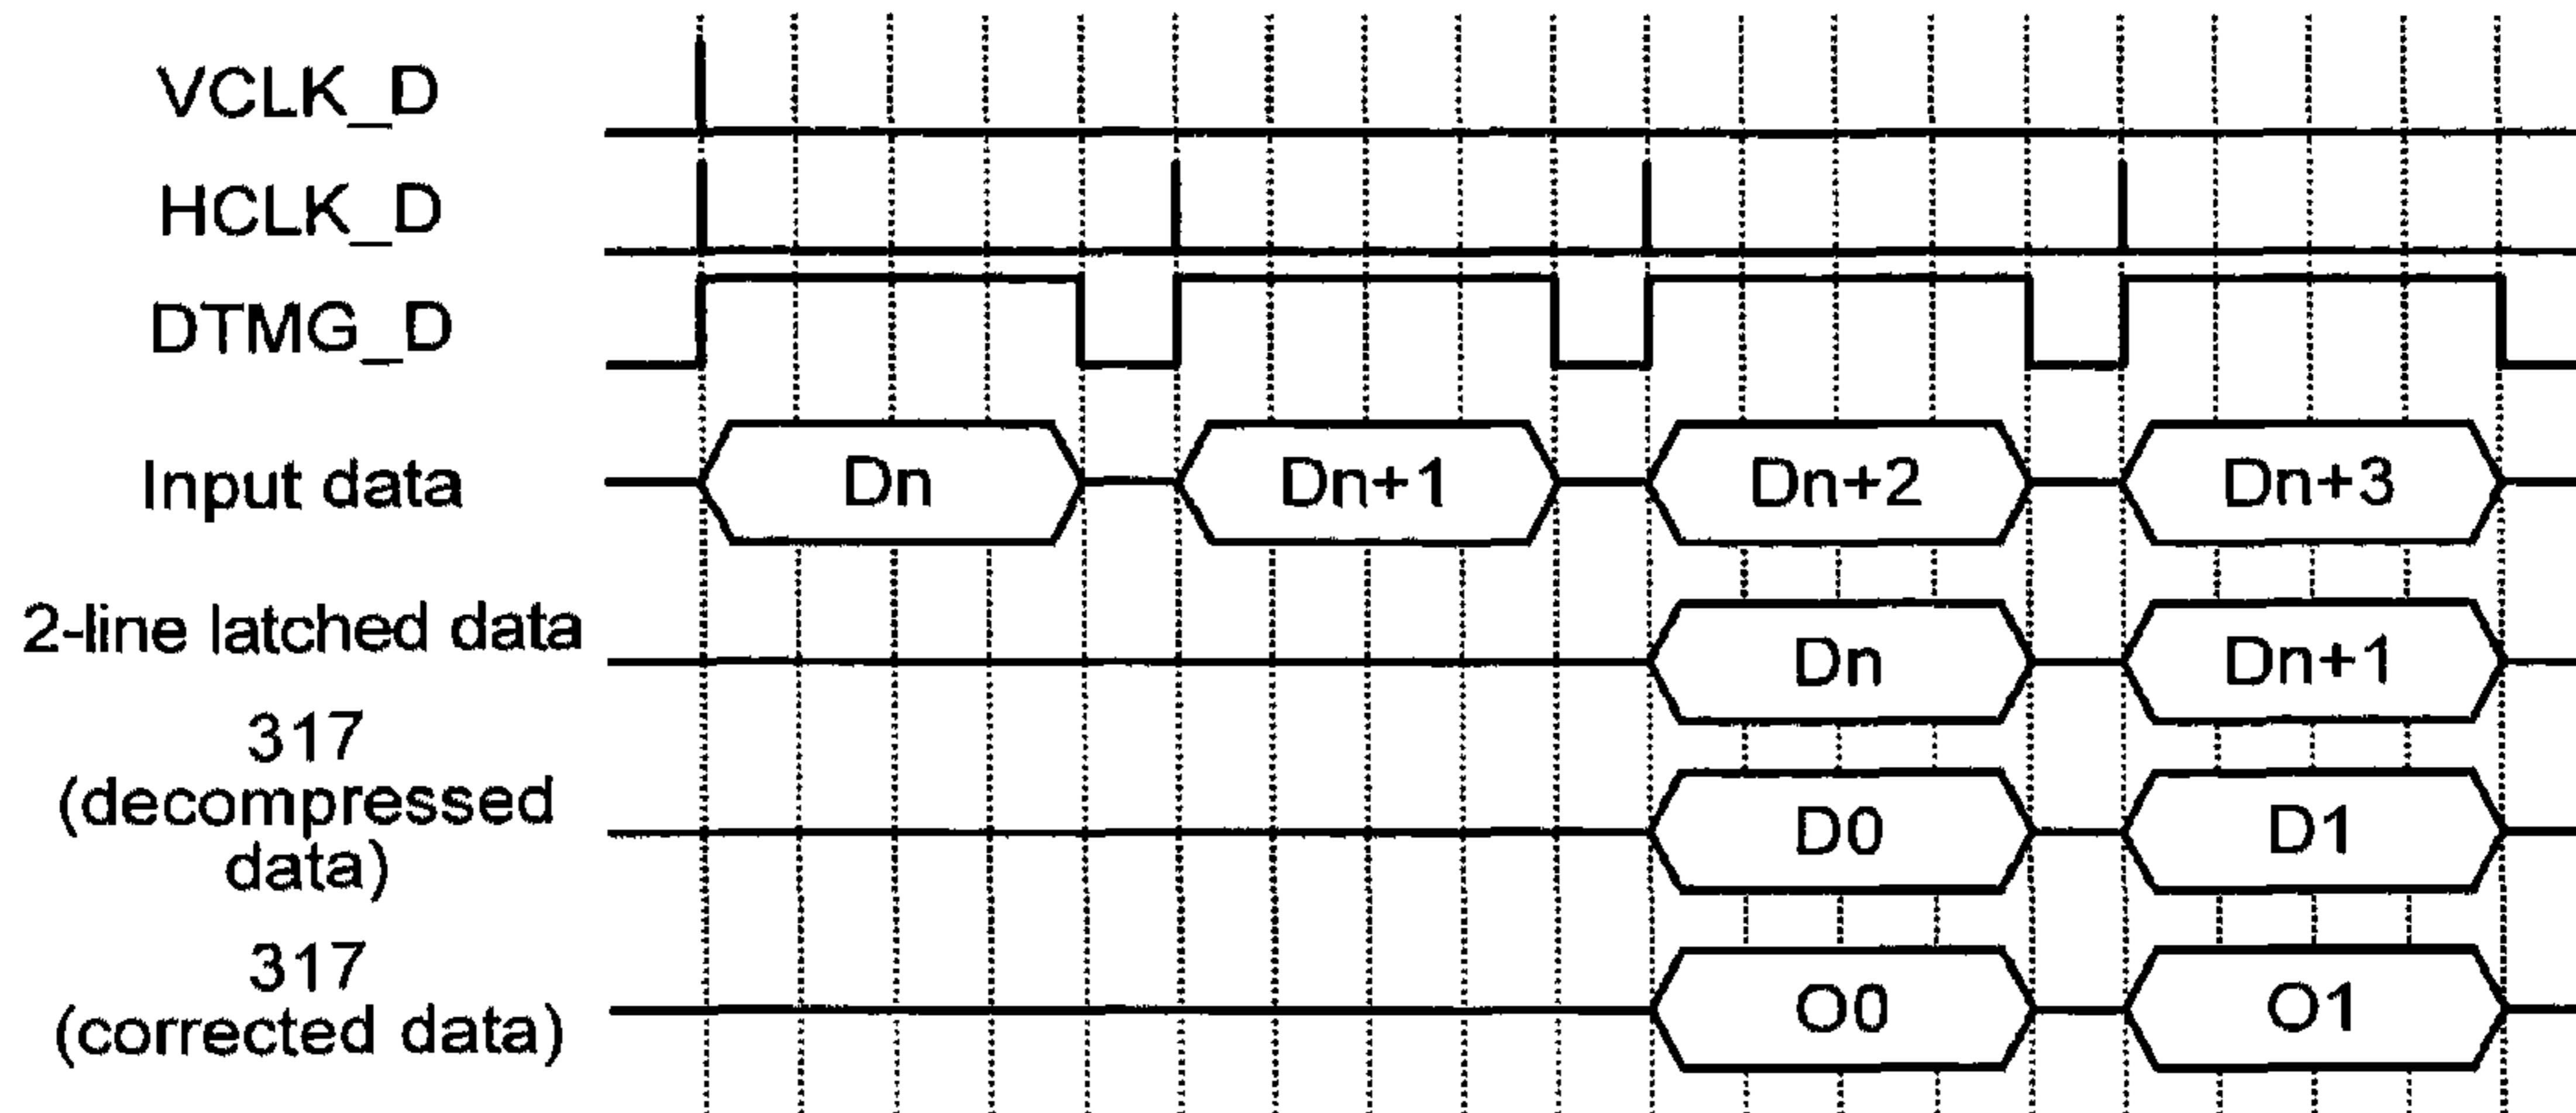 VCLK_D
HCLK_D
DTMG_D
Input data
Dn
Dn+1
Dn+2
Dn+3
2-line latched data
Dn
Dn+1
317
(decompressed
data)
D0
D1
317
(corrected data)
O0
O1